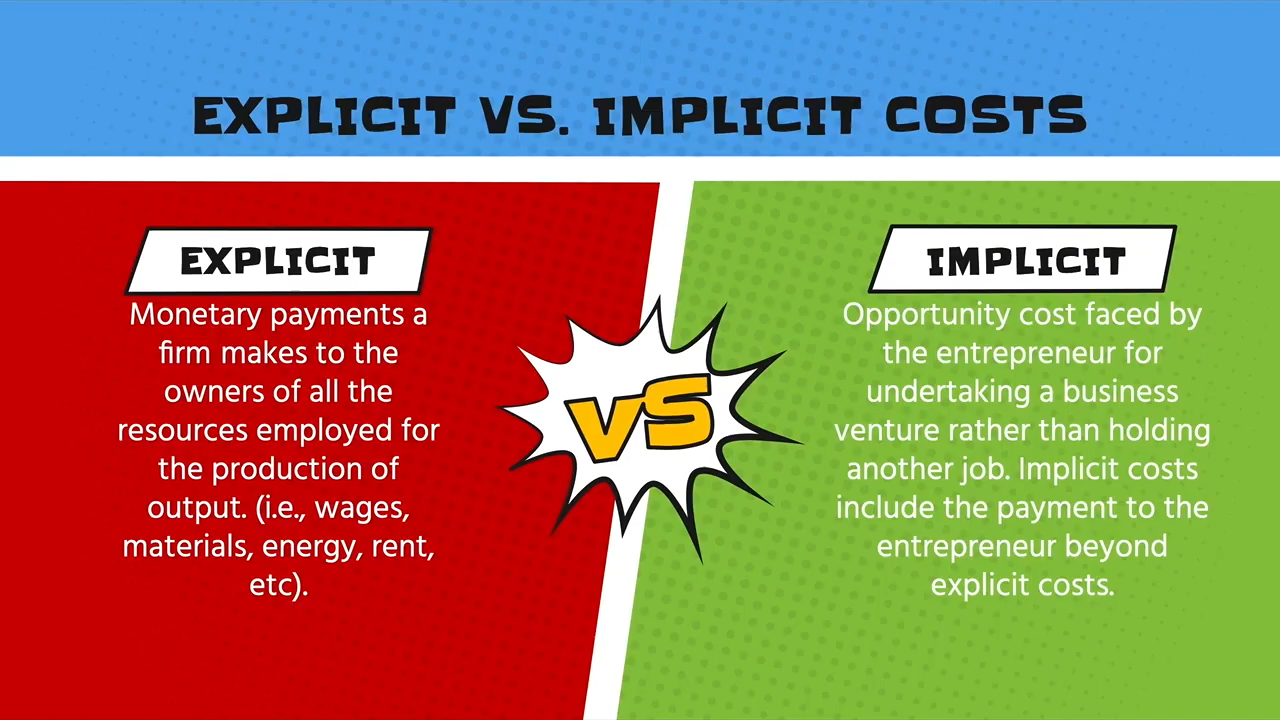 EXPLICIT VS. IMPLICIT COSTS
EXPLICIT
Monetary payments a
firm makes to the
owners of all the
resources employed for
the production of
output. (i.e., wages,
materials, energy, rent,
etc).
VS
IMPLICIT
Opportunity cost faced by
the entrepreneur for
undertaking a business
venture rather than holding
another job. Implicit costs
include the payment to the
entrepreneur beyond
explicit costs.